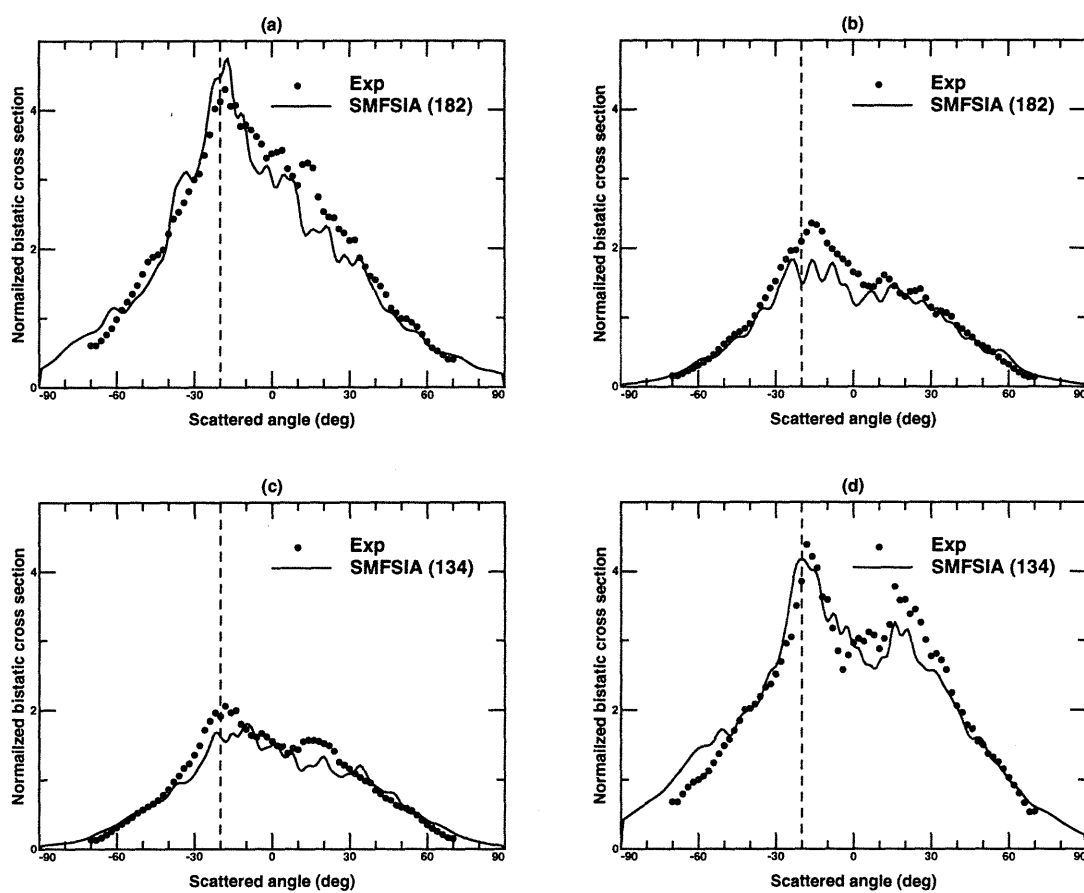 (a)
Normailzed bistatic cross section
4
2
0
Exp
SMFSIA (182)
-90 -60 -30 0 30 60 90
Scattered angle (deg)
(b)
Normailzed bistatic cross section
4
2
0
Exp
SMFSIA (182)
-90 -60 -30 0 30 60 90
Scattered angle (deg)
(c)
Normailzed bistatic cross section
4
2
0
Exp
SMFSIA (134)
-90 -60 -30 0 30 60 90
Scattered angle (deg)
(d)
Normailzed bistatic cross section
4
2
0
Exp
SMFSIA (134)
-90 -60 -30 0 30 60 90
Scattered angle (deg)